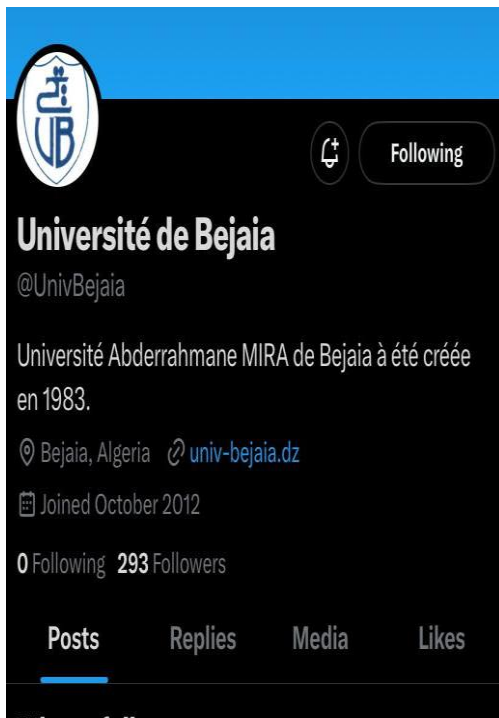 UB
Following
Université de Bejaia
@UnivBejaia
Université Abderrahmane MIRA de Bejaia à été créée
en 1983.
Bejaia, Algeria univ-bejaia.dz
Joined October 2012
0 Following 293 Followers
Posts Replies Media Likes